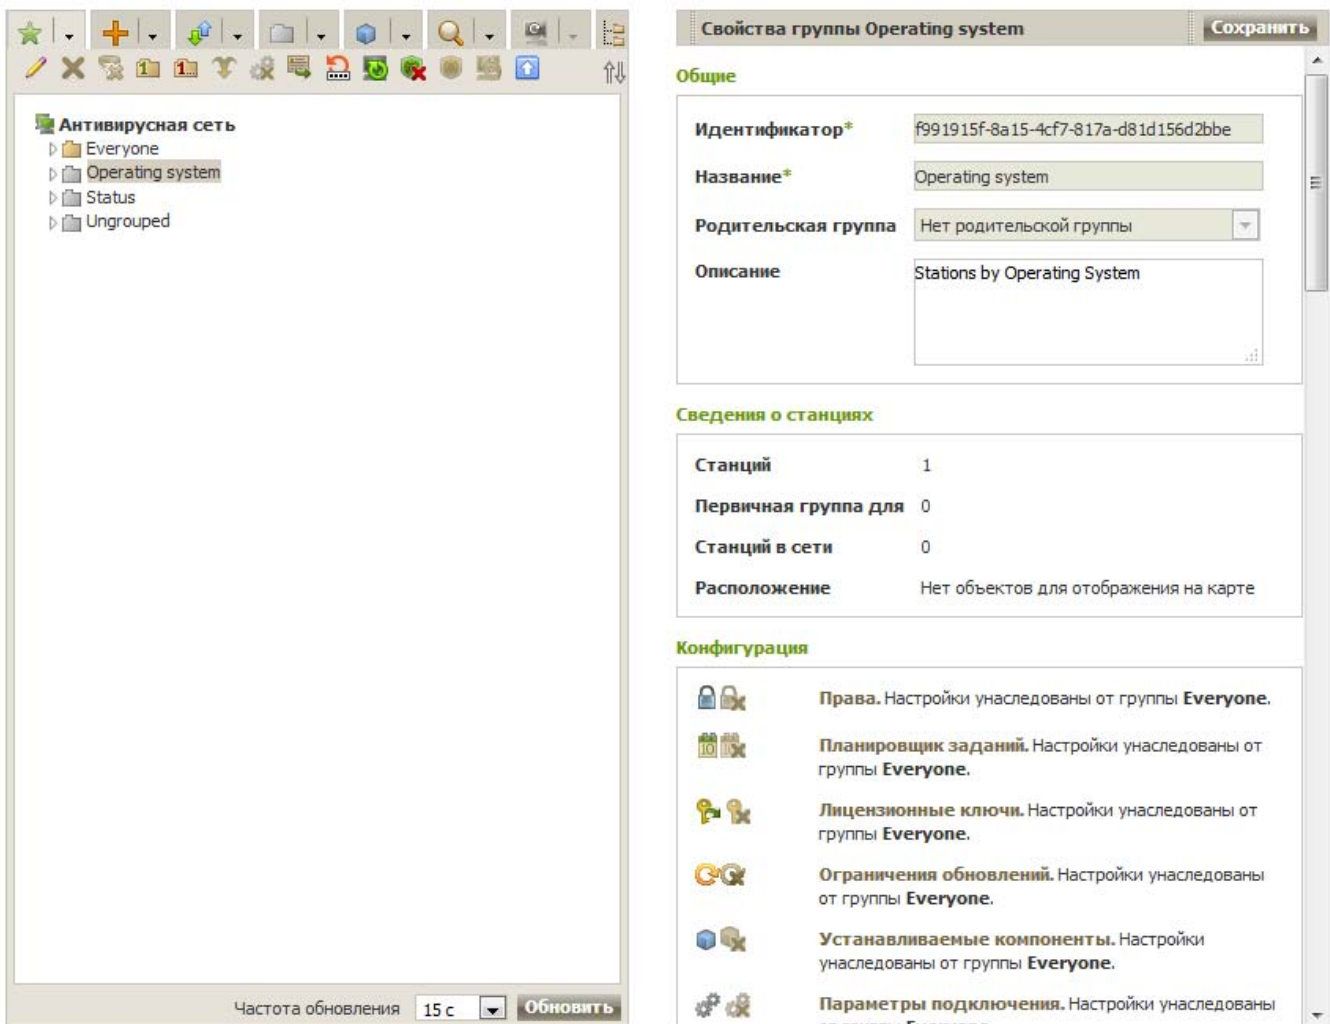 Антивирусная сеть
Everyone
Operating system
Status
Ungrouped
Частота обновления 15 с Обновить
Свойства группы Operating system Сохранить
Общие
Идентификатор* f991915f-8a15-4cf7-817a-d81d156d2bbe
Название* Operating system
Родительская группа Нет родительской группы
Описание Stations by Operating System
Сведения о станциях
Станций 1
Первичная группа для 0
Станций в сети 0
Расположение Нет объектов для отображения на карте
Конфигурация
Права. Настройки унаследованы от группы Everyone.
Планировщик заданий. Настройки унаследованы от
группы Everyone.
Лицензионные ключи. Настройки унаследованы от
группы Everyone.
Ограничения обновлений. Настройки унаследованы
от группы Everyone.
Устанавливаемые компоненты. Настройки
унаследованы от группы Everyone.
Параметры подключения. Настройки унаследованы